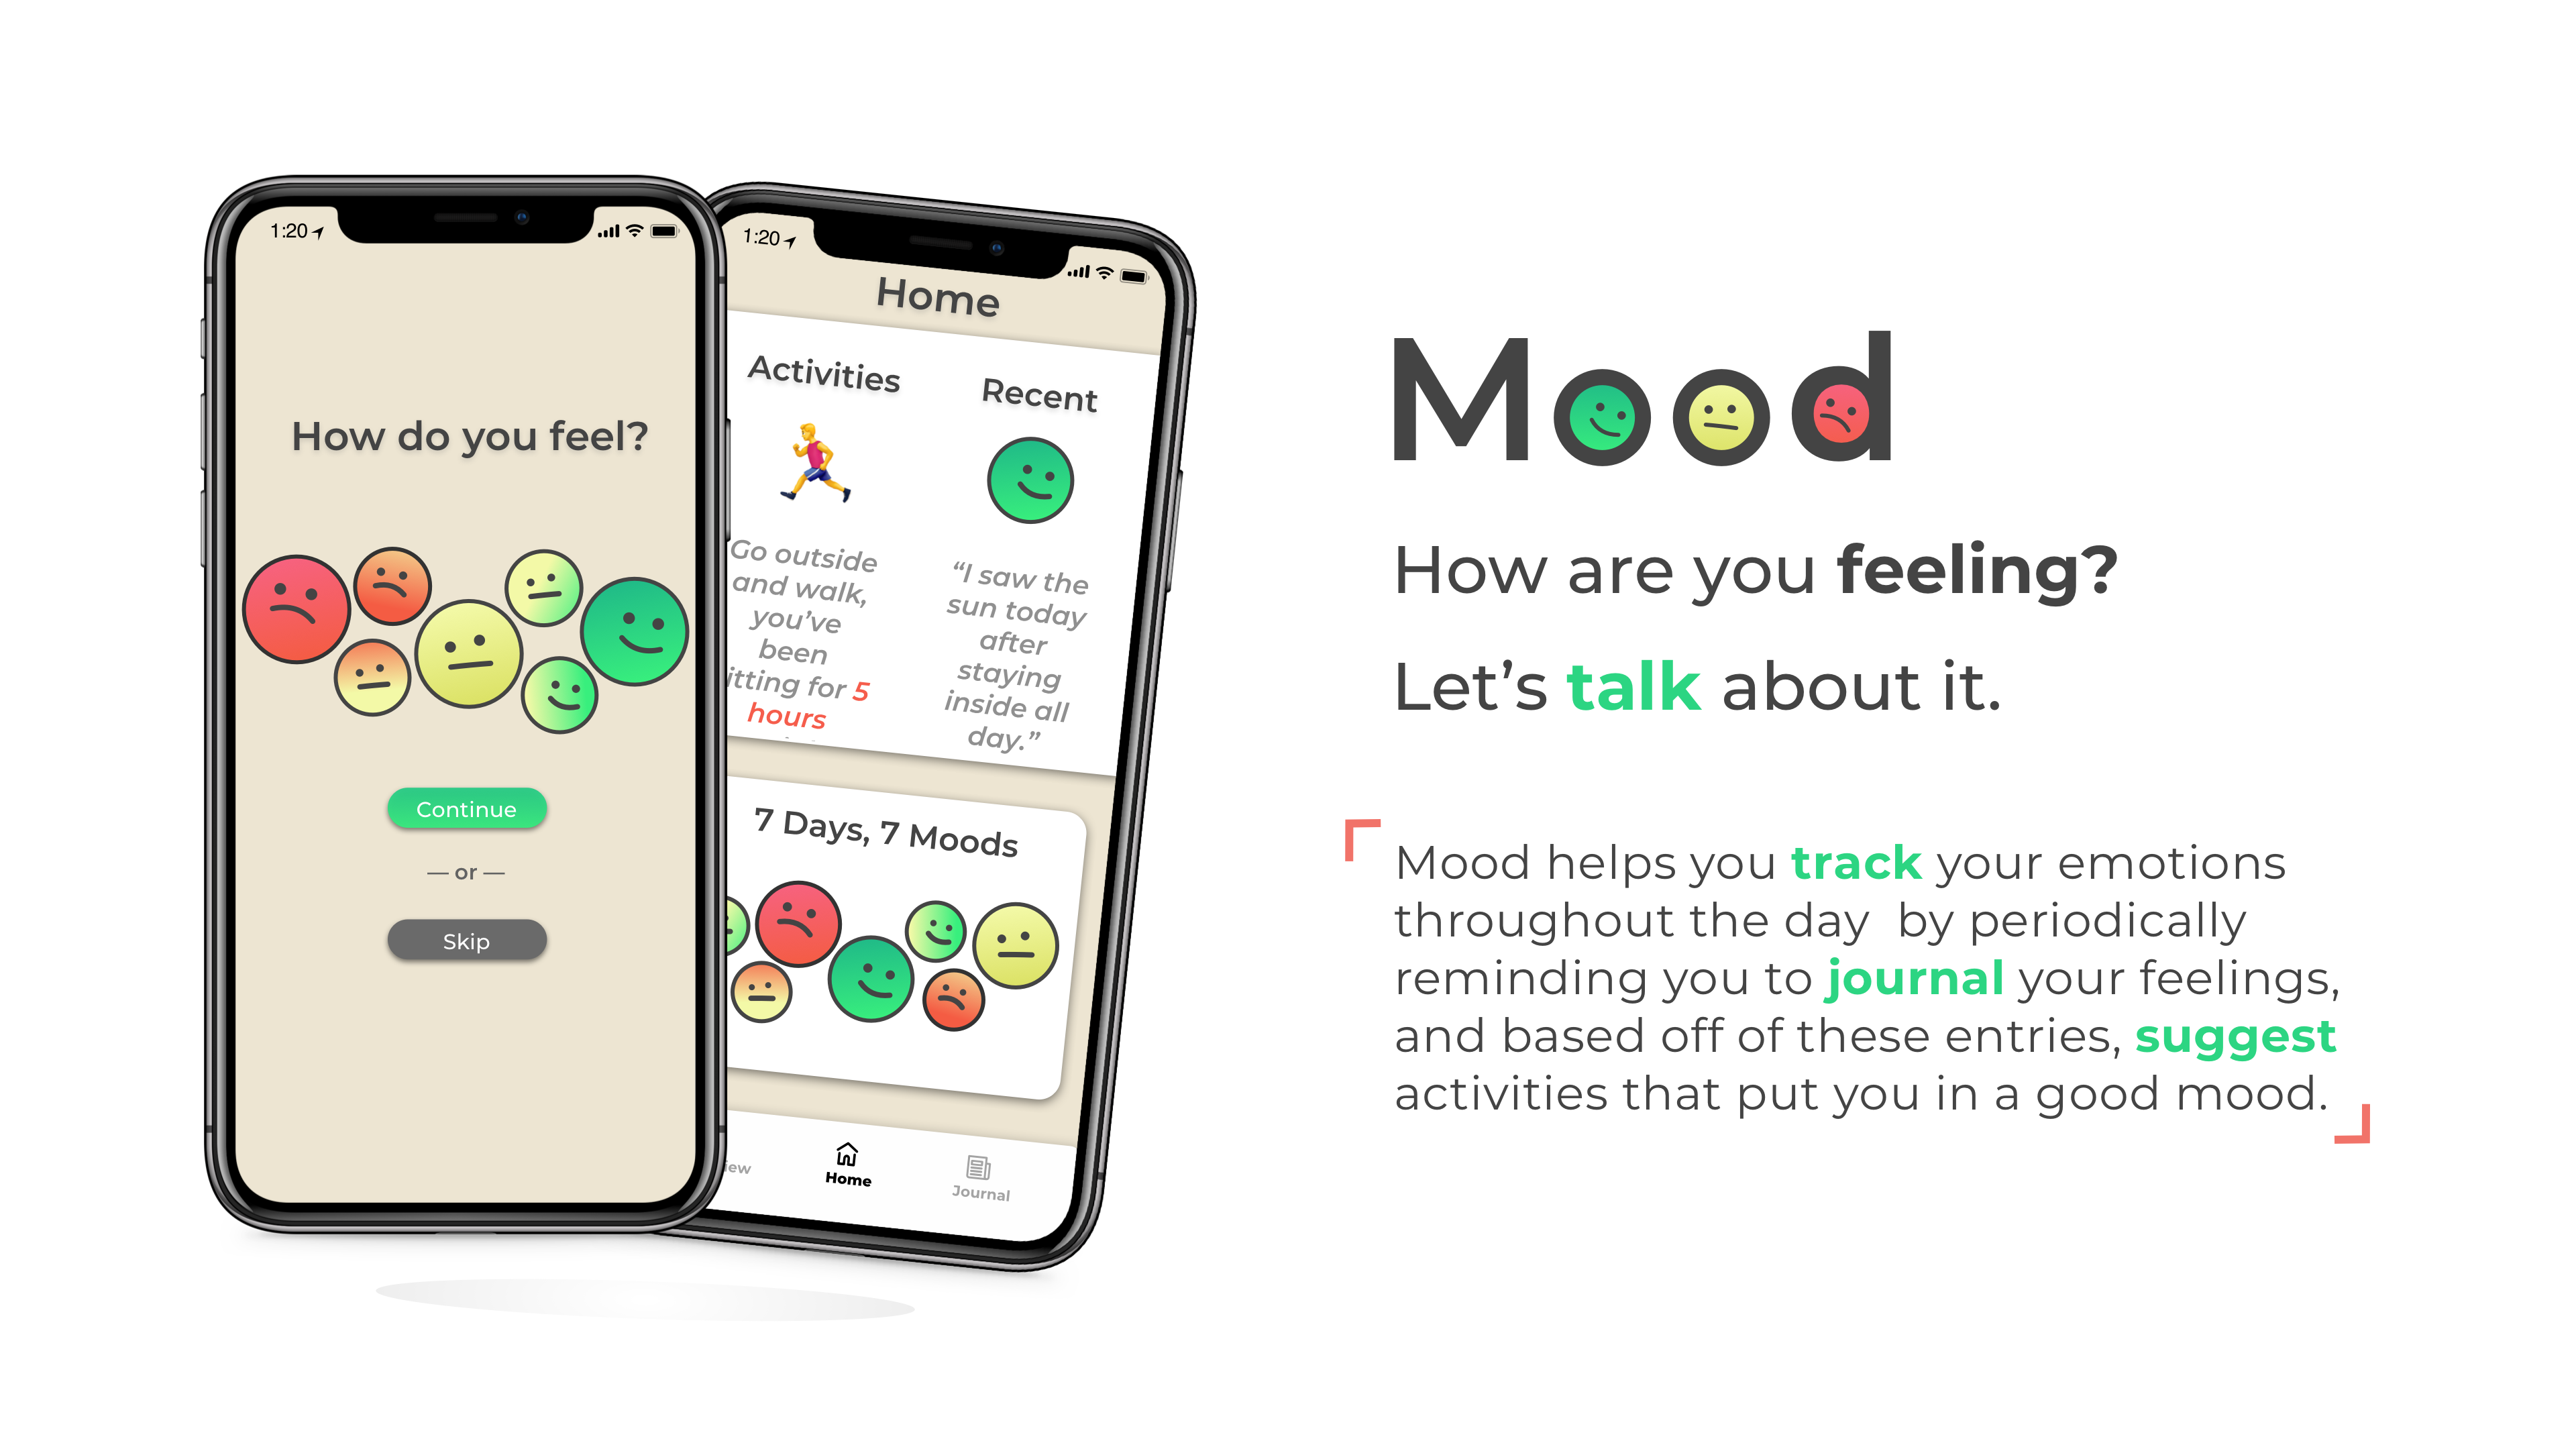 1:20
How do you feel?
Continue
— or —
Skip
1:20
Home
Activities
Go outside
and walk,
you’ve
been
for 5
hours
Recent
“I saw the
sun today
after
staying
inside all
day.”
7 Days, 7 Moods
Home
Journal
Mood
How are you feeling?
Let’s talk about it.
Mood helps you track your emotions
throughout the day  by periodically
reminding you to journal your feelings,
and based off of these entries, suggest
activities that put you in a good mood.